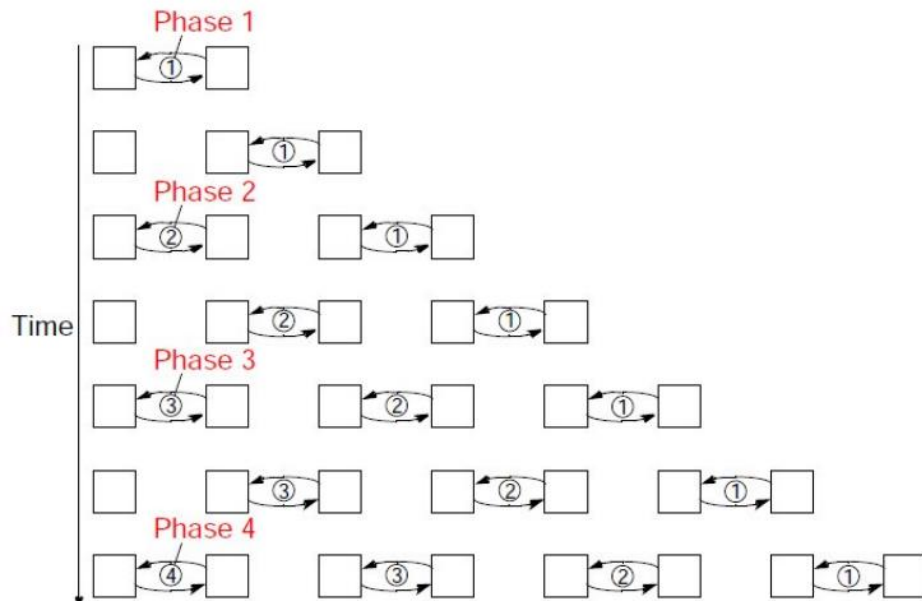 Phase 1
①
①
Phase 2
② ①
Time
② ①
Phase 3
③ ② ①
③ ② ①
Phase 4
④ ③ ② ①